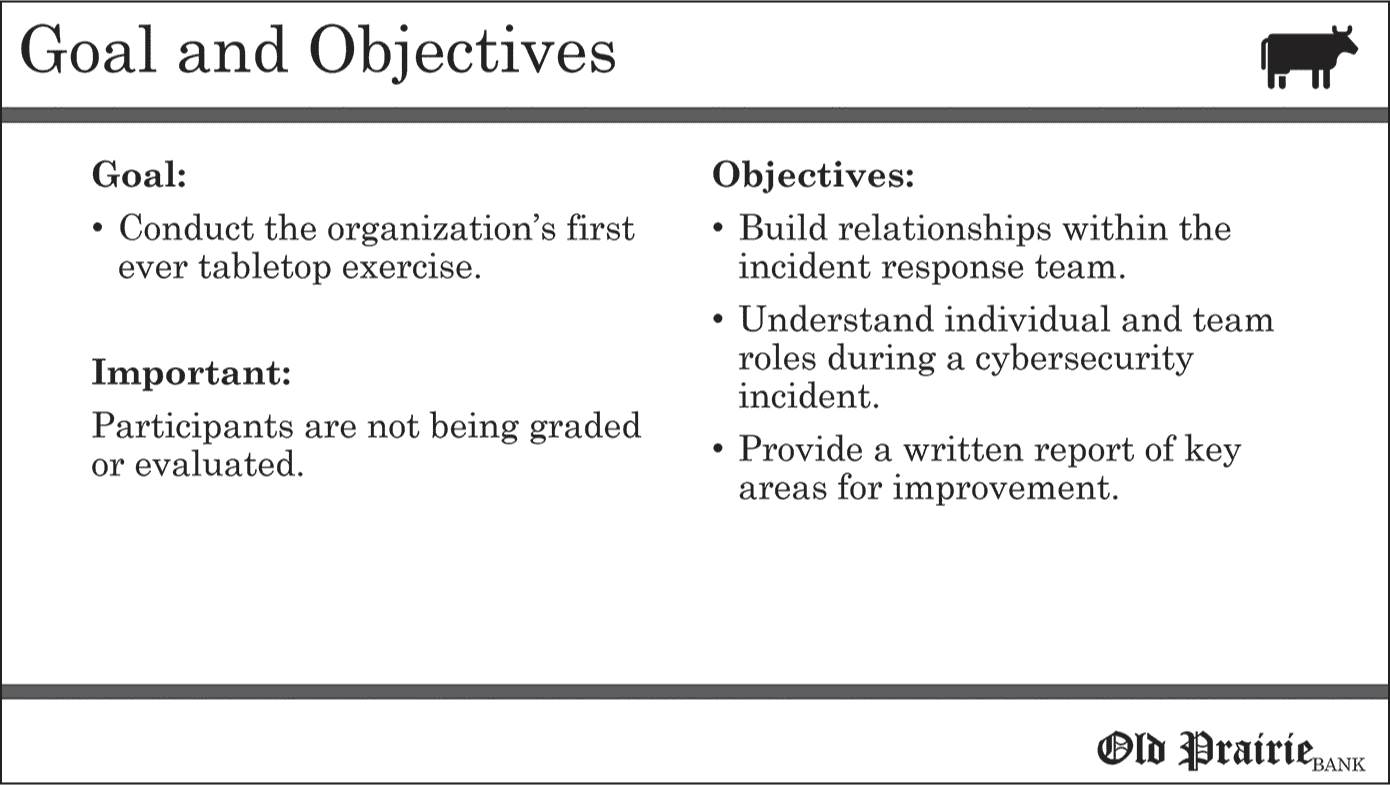 Goal and Objectives
Goal:
• Conduct the organization’s first
ever tabletop exercise.
Important:
Participants are not being graded
or evaluated.
Objectives:
• Build relationships within the
incident response team.
• Understand individual and team
roles during a cybersecurity
incident.
• Provide a written report of key
areas for improvement.
Old Prairie BANK